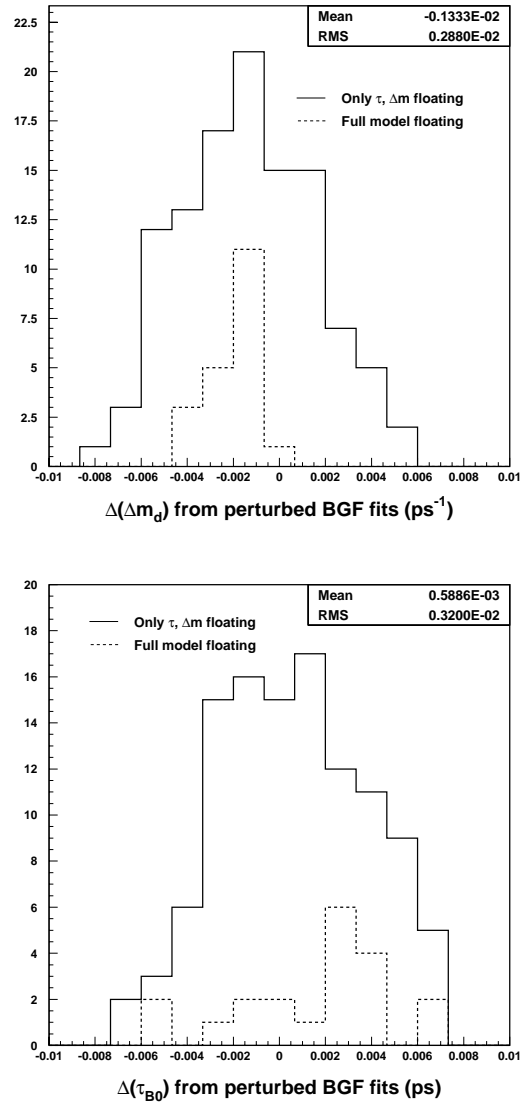 Mean -0.1333E-02
RMS 0.2880E-02
22.5
20
17.5
15
12.5
10
7.5
5
2.5
0
Only τ, Δm floating
Full model floating
-0.01 -0.008 -0.006 -0.004 -0.002 0 0.002 0.004 0.006 0.008 0.01
Δ(Δm_d) from perturbed BGF fits (ps⁻¹)
Mean 0.5886E-03
RMS 0.3200E-02
20
18
16
14
12
10
8
6
4
2
0
Only τ, Δm floating
Full model floating
-0.01 -0.008 -0.006 -0.004 -0.002 0 0.002 0.004 0.006 0.008 0.01
Δ(τ_B0) from perturbed BGF fits (ps)